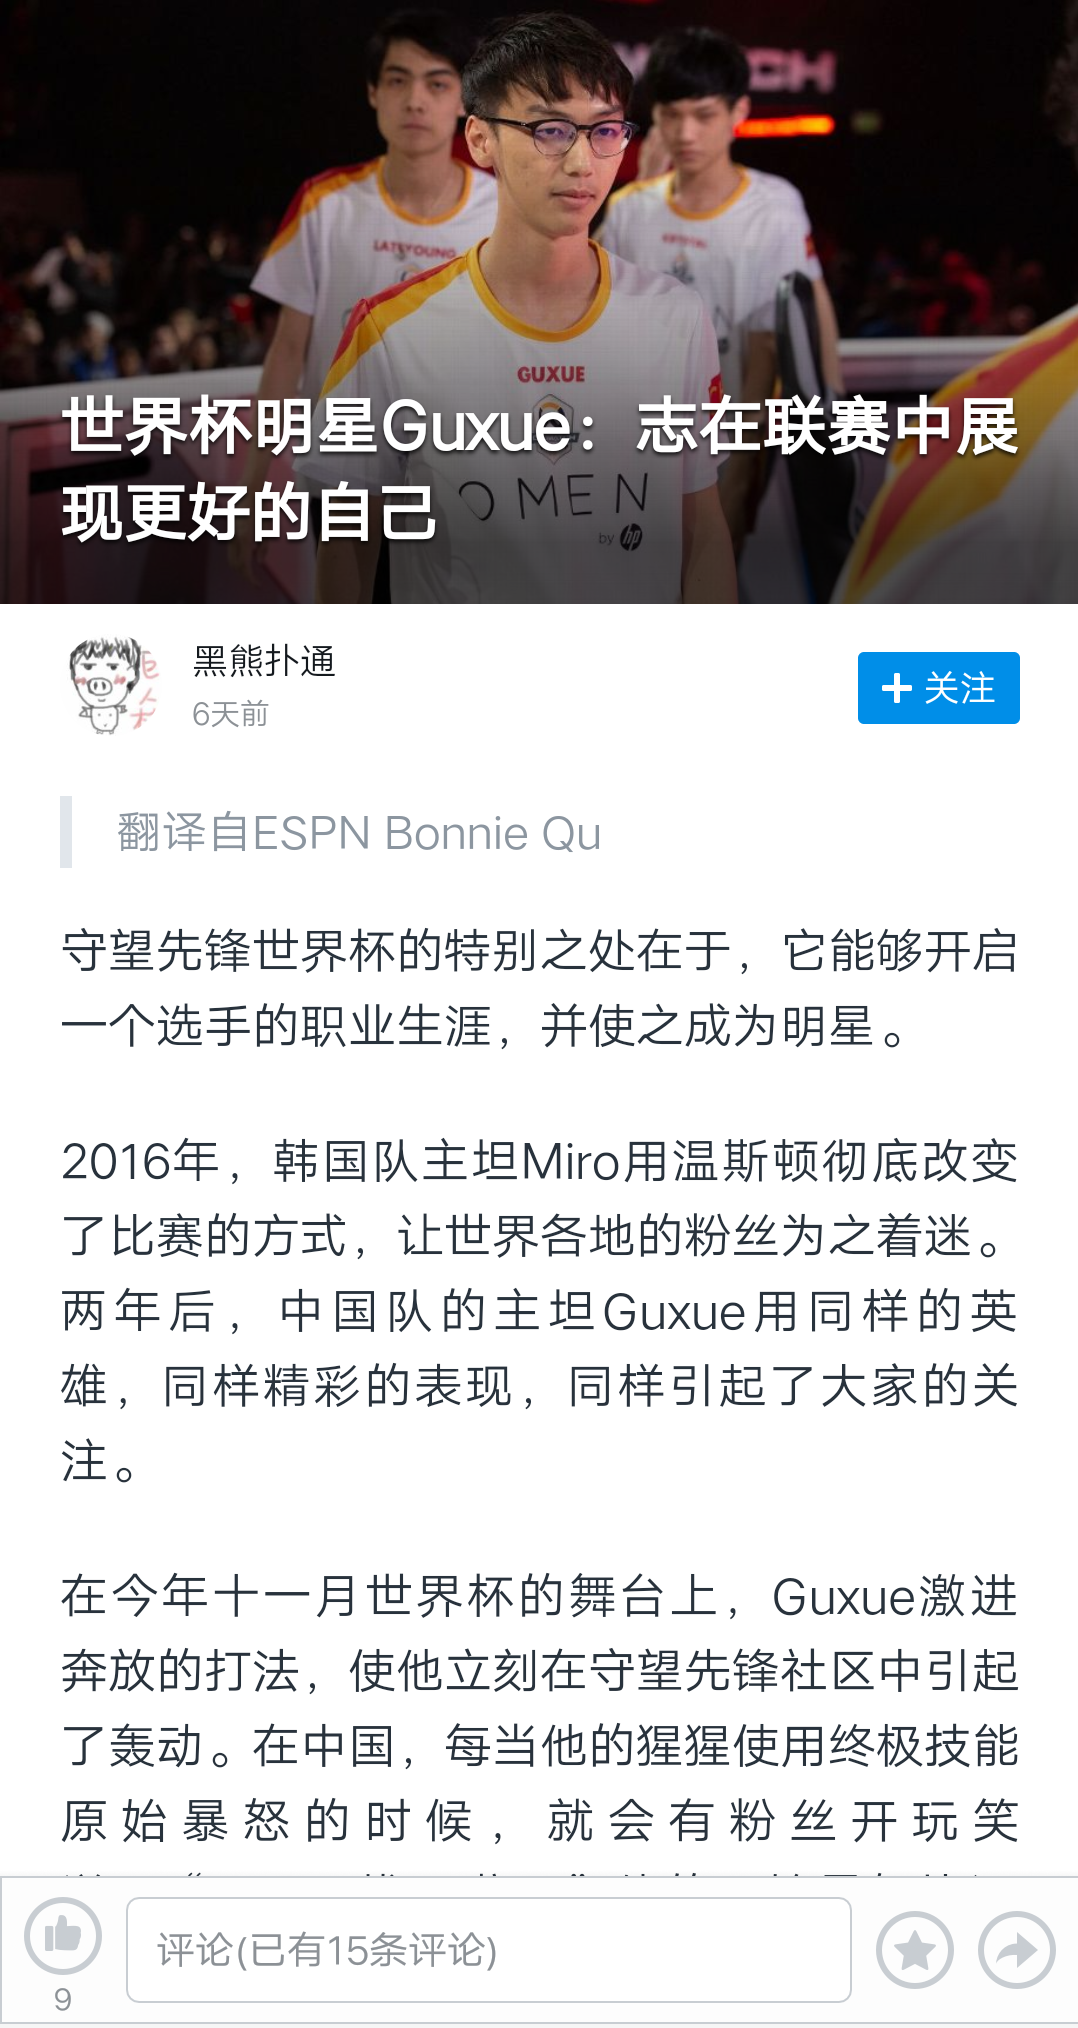 TWITCH
LATEYOUNG
KRYSTAL
GUXUE
世界杯明星Guxue：志在联赛中展
现更好的自己
OMEN
by hp
黑熊扑通
6天前
巨人大
关注
翻译自ESPN Bonnie Qu
守望先锋世界杯的特别之处在于，它能够开启
一个选手的职业生涯，并使之成为明星。
2016年，韩国队主坦Miro用温斯顿彻底改变
了比赛的方式，让世界各地的粉丝为之着迷。
两年后，中国队的主坦Guxue用同样的英
雄，同样精彩的表现，同样引起了大家的关
注。
在今年十一月世界杯的舞台上，Guxue激进
奔放的打法，使他立刻在守望先锋社区中引起
了轰动。在中国，每当他的猩猩使用终极技能
原始暴怒的时候，就会有粉丝开玩笑
评论(已有15条评论)
9